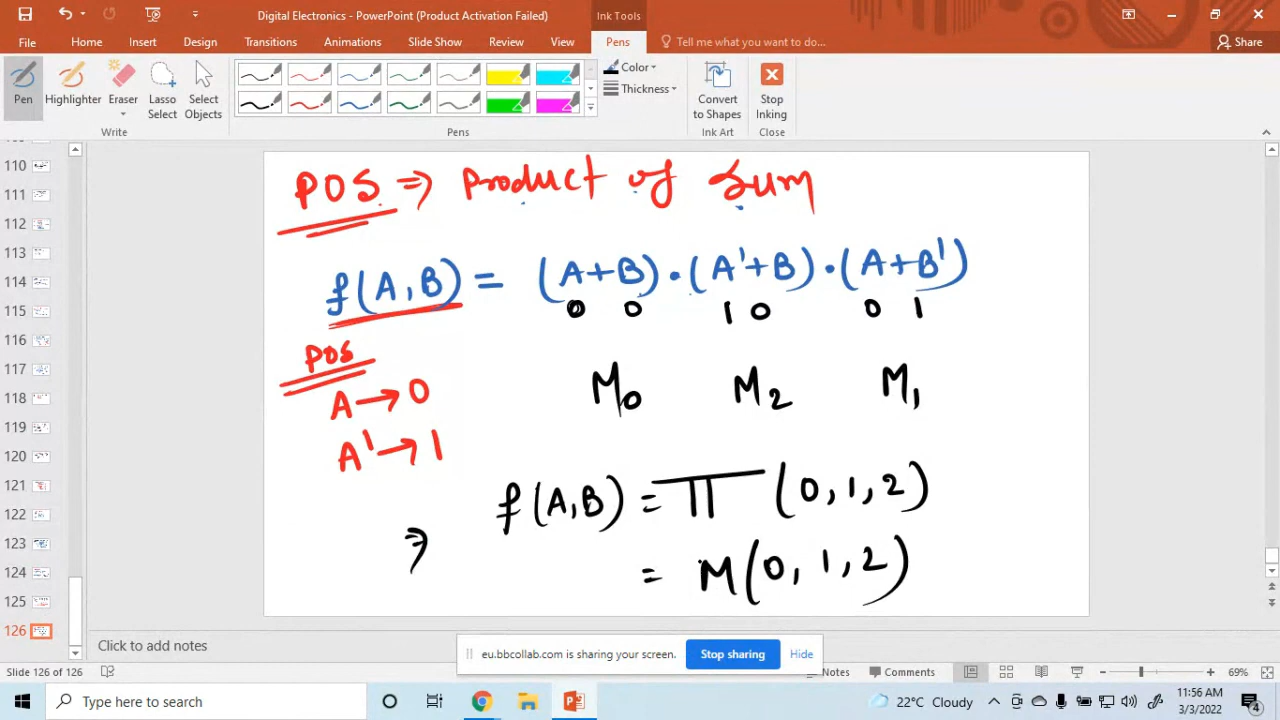 Digital Electronics - PowerPoint (Product Activation Failed)
Ink Tools
File Home Insert Design Transitions Animations Slide Show Review View Pens Tell me what you want to do... Share
Pen Highlighter Eraser Lasso Select Select Objects
Color
Thickness
Convert to Shapes
Stop Inking
Write Pens Ink Art Close
110
111
112
113
114
115
116
117
118
119
120
121
122
123
124
125
126
POS ⇒ Product of Sum
f(A,B) = (A+B)·(A'+B)·(A+B')
0 0 1 0 0 1
POS
A → 0
A' → 1
M0 M2 M1
f(A,B) = Π (0,1,2)
⇒
= M(0,1,2)
Click to add notes
eu.bbcollab.com is sharing your screen. Stop sharing Hide
Slide 126 of 126 Notes Comments 69%
Type here to search
22°C Cloudy
11:56 AM
3/3/2022
4